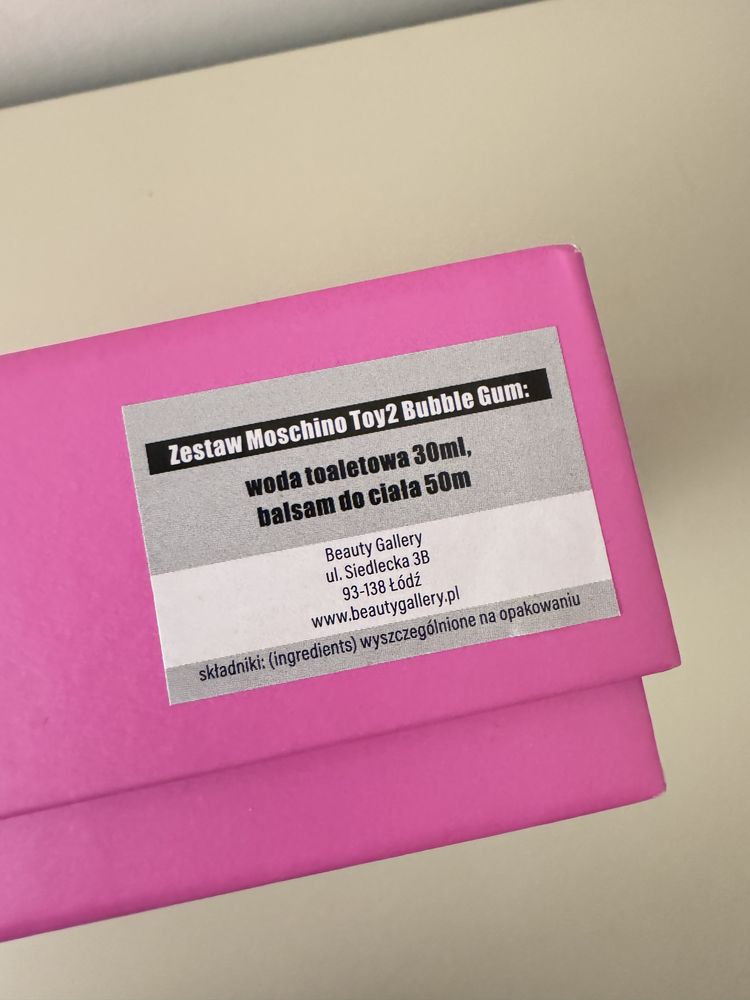 Zestaw Moschino Toy2 Bubble Gum:
woda toaletowa 30ml,
balsam do ciała 50m
Beauty Gallery
ul. Siedlecka 3B
93-138 Łódź
www.beautygallery.pl
składniki: (ingredients) wyszczególnione na opakowaniu